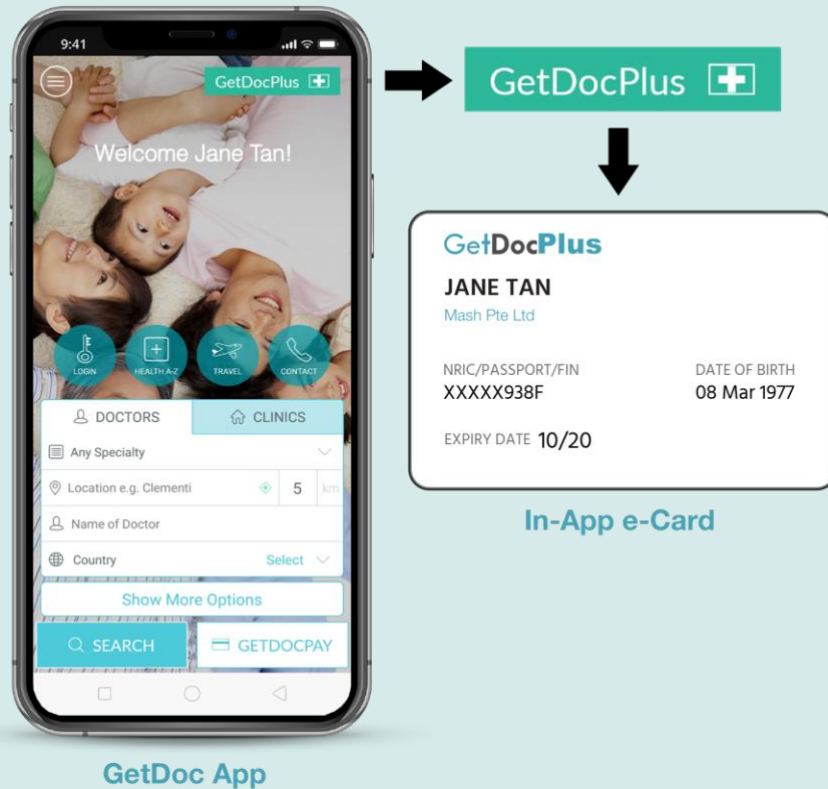 9:41
GetDocPlus
Welcome Jane Tan!
LOGIN
HEALTH A-Z
TRAVEL
CONTACT
DOCTORS
CLINICS
Any Specialty
Location e.g. Clementi
5
km
Name of Doctor
Country
Select
Show More Options
SEARCH
GETDOCPAY
GetDoc App
GetDocPlus
GetDocPlus
JANE TAN
Mash Pte Ltd
NRIC/PASSPORT/FIN
DATE OF BIRTH
XXXXX938F
08 Mar 1977
EXPIRY DATE 10/20
In-App e-Card